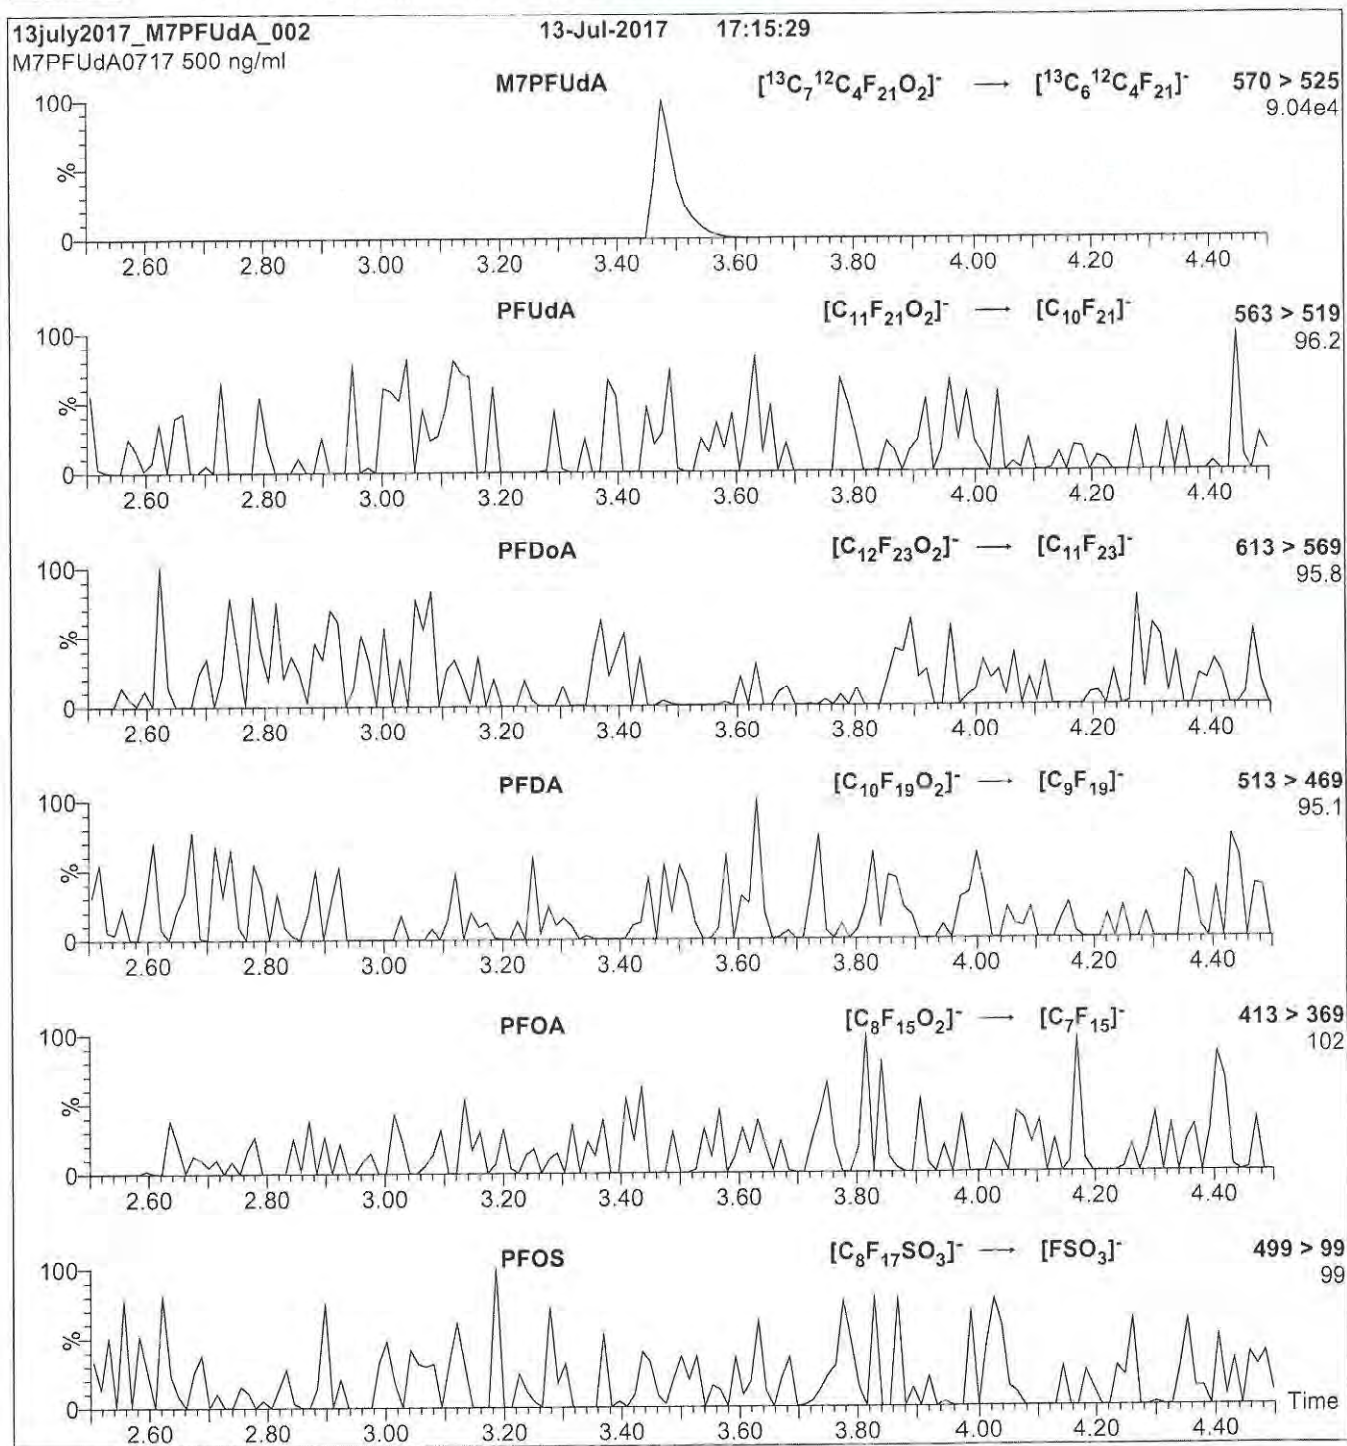 13july2017_M7PFUdA_002 13-Jul-2017 17:15:29
M7PFUdA0717 500 ng/ml
M7PFUdA [¹³C₇¹²C₄F₂₁O₂]⁻ → [¹³C₆¹²C₄F₂₁]⁻ 570 > 525
9.04e4
100
%
0
2.60 2.80 3.00 3.20 3.40 3.60 3.80 4.00 4.20 4.40
PFUdA [C₁₁F₂₁O₂]⁻ → [C₁₀F₂₁]⁻ 563 > 519
96.2
100
%
0
2.60 2.80 3.00 3.20 3.40 3.60 3.80 4.00 4.20 4.40
PFDoA [C₁₂F₂₃O₂]⁻ → [C₁₁F₂₃]⁻ 613 > 569
95.8
100
%
0
2.60 2.80 3.00 3.20 3.40 3.60 3.80 4.00 4.20 4.40
PFDA [C₁₀F₁₉O₂]⁻ → [C₉F₁₉]⁻ 513 > 469
95.1
100
%
0
2.60 2.80 3.00 3.20 3.40 3.60 3.80 4.00 4.20 4.40
PFOA [C₈F₁₅O₂]⁻ → [C₇F₁₅]⁻ 413 > 369
102
100
%
0
2.60 2.80 3.00 3.20 3.40 3.60 3.80 4.00 4.20 4.40
PFOS [C₈F₁₇SO₃]⁻ → [FSO₃]⁻ 499 > 99
99
100
%
0
Time
2.60 2.80 3.00 3.20 3.40 3.60 3.80 4.00 4.20 4.40